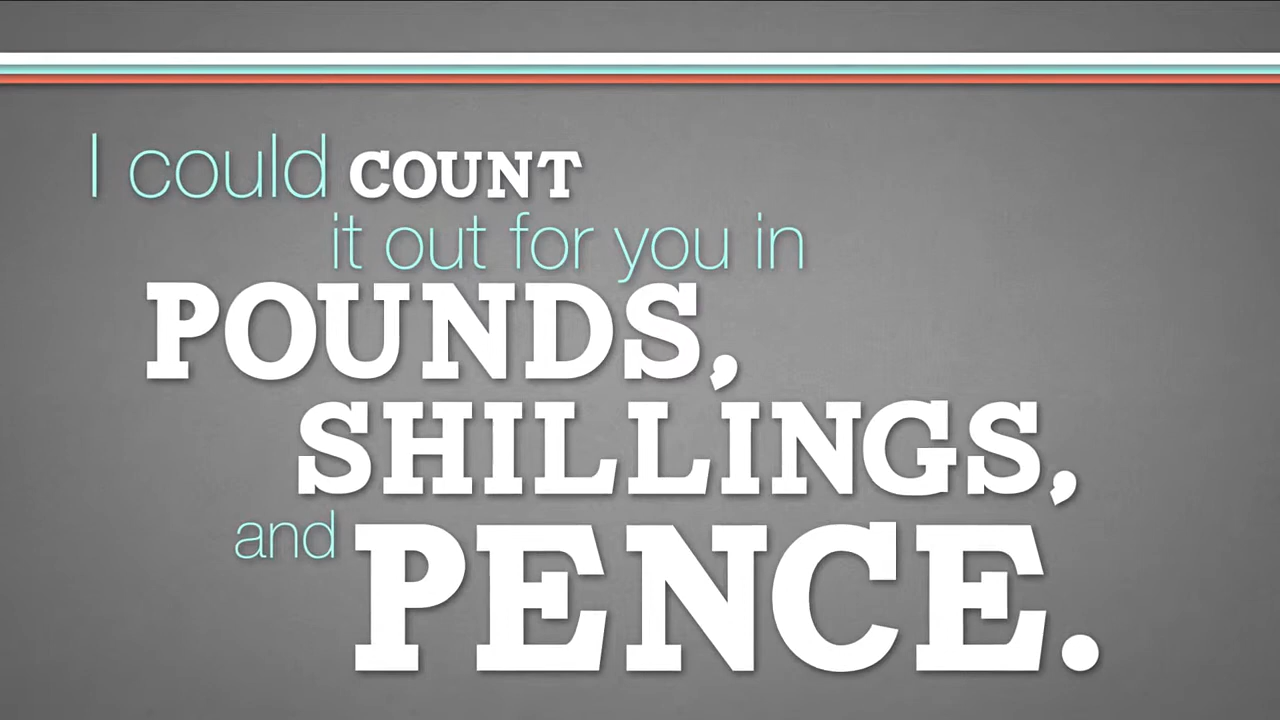 I could COUNT
it out for you in
POUNDS,
SHILLINGS,
and PENCE.